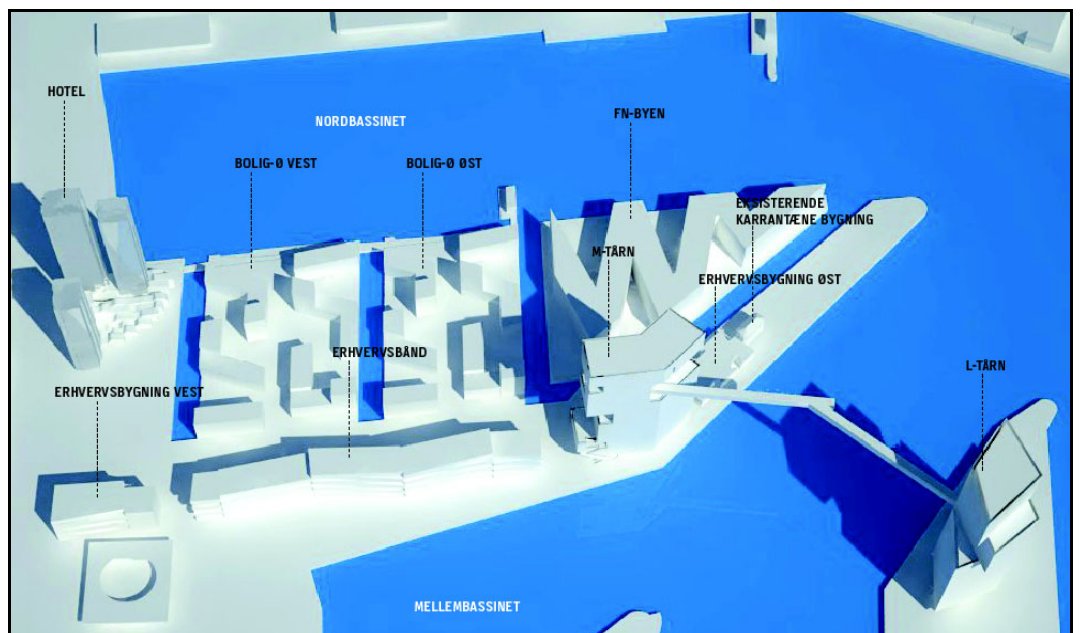 HOTEL
NORDBASSINET
FN-BYEN
BOLIG-Ø VEST
BOLIG-Ø ØST
EKSISTERENDE
KARRANTÆNE BYGNING
M-TÅRN
ERHVERVSBYGNING ØST
ERHVERVSBÅND
L-TÅRN
ERHVERVSBYGNING VEST
MELLEMBASSINET